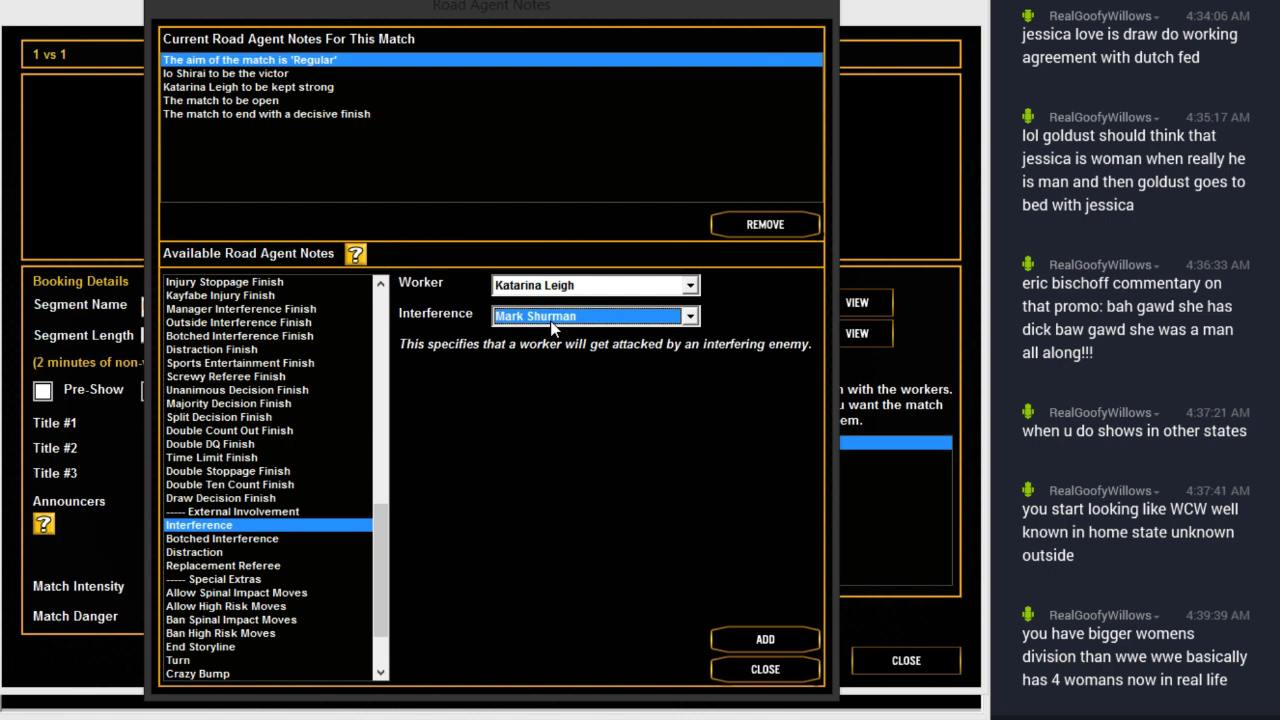 Road Agent Notes
1 vs 1
Current Road Agent Notes For This Match
The aim of the match is 'Regular'
Io Shirai to be the victor
Katarina Leigh to be kept strong
The match to be open
The match to end with a decisive finish
REMOVE
Available Road Agent Notes ?
Injury Stoppage Finish
Kayfabe Injury Finish
Manager Interference Finish
Outside Interference Finish
Botched Interference Finish
Distraction Finish
Sports Entertainment Finish
Screwy Referee Finish
Unanimous Decision Finish
Majority Decision Finish
Split Decision Finish
Double Count Out Finish
Double DQ Finish
Time Limit Finish
Double Stoppage Finish
Double Ten Count Finish
Draw Decision Finish
----- External Involvement
Interference
Botched Interference
Distraction
Replacement Referee
----- Special Extras
Allow Spinal Impact Moves
Allow High Risk Moves
Ban Spinal Impact Moves
Ban High Risk Moves
End Storyline
Turn
Crazy Bump
Worker Katarina Leigh
Interference Mark Shurman
This specifies that a worker will get attacked by an interfering enemy.
ADD
CLOSE
Booking Details
Segment Name
Segment Length
(2 minutes of non-
Pre-Show
Title #1
Title #2
Title #3
Announcers
?
Match Intensity
Match Danger
VIEW
VIEW
with the workers.
want the match
em.
CLOSE
RealGoofyWillows 4:34:06 AM
jessica love is draw do working
agreement with dutch fed
RealGoofyWillows 4:35:17 AM
lol goldust should think that
jessica is woman when really he
is man and then goldust goes to
bed with jessica
RealGoofyWillows 4:36:33 AM
eric bischoff commentary on
that promo: bah gawd she has
dick baw gawd she was a man
all along!!!
RealGoofyWillows 4:37:21 AM
when u do shows in other states
RealGoofyWillows 4:37:41 AM
you start looking like WCW well
known in home state unknown
outside
RealGoofyWillows 4:39:39 AM
you have bigger womens
division than wwe wwe basically
has 4 womans now in real life